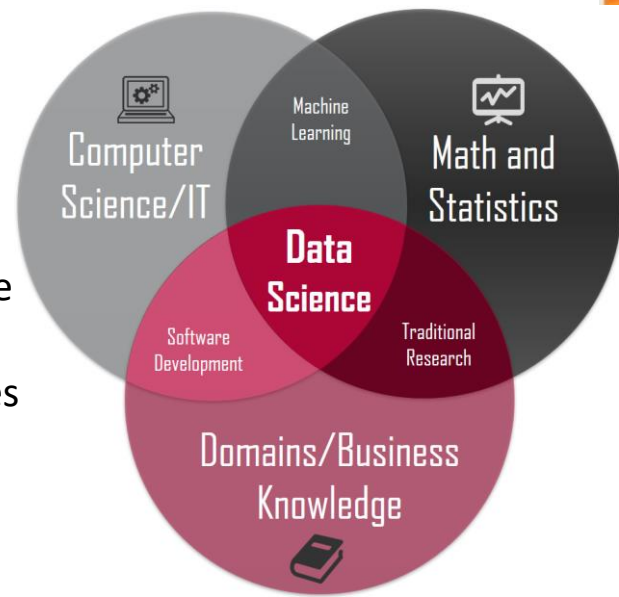 Machine
Learning
Computer
Science/IT
Math and
Statistics
Data
Science
Software
Development
Traditional
Research
Domains/Business
Knowledge